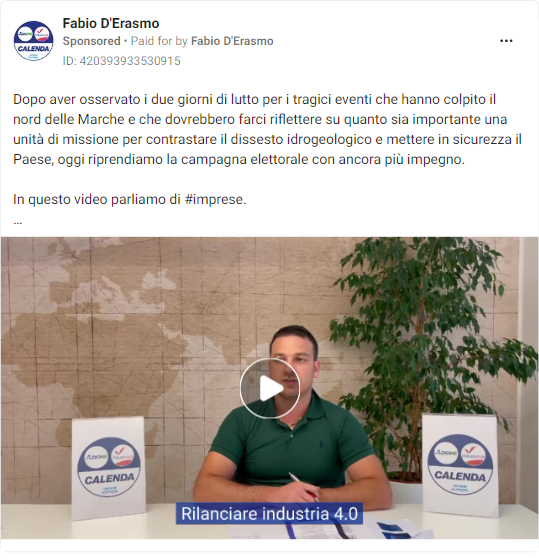 Fabio D'Erasmo
Sponsored • Paid for by Fabio D'Erasmo
ID: 420393933530915
Dopo aver osservato i due giorni di lutto per i tragici eventi che hanno colpito il
nord delle Marche e che dovrebbero farci riflettere su quanto sia importante una
unità di missione per contrastare il dissesto idrogeologico e mettere in sicurezza il
Paese, oggi riprendiamo la campagna elettorale con ancora più impegno.
In questo video parliamo di #imprese.
...
AZIONE
CALENDA
AZIONE
CALENDA
CALENDA
Rilanciare industria 4.0